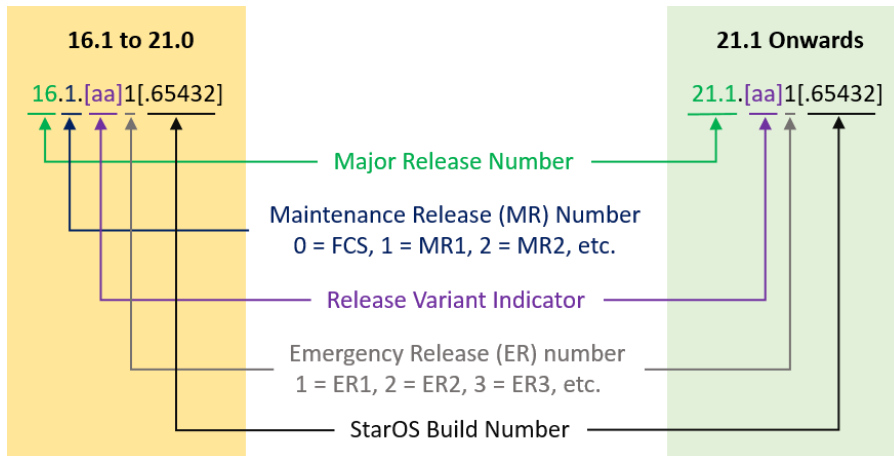 16.1 to 21.0
21.1 Onwards
16.1.[aa]1[.65432]
21.1.[aa]1[.65432]
Major Release Number
Maintenance Release (MR) Number
0 = FCS, 1 = MR1, 2 = MR2, etc.
Release Variant Indicator
Emergency Release (ER) number
1 = ER1, 2 = ER2, 3 = ER3, etc.
StarOS Build Number